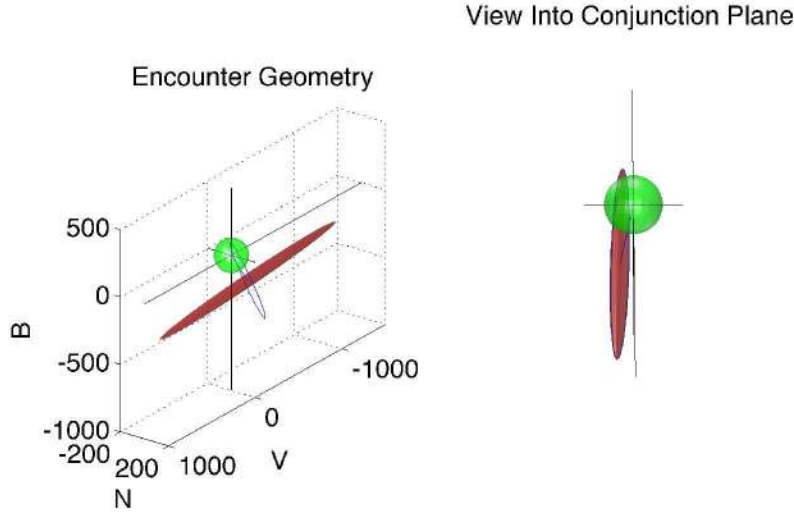 View Into Conjunction Plane
Encounter Geometry
500
0
-500
-1000
B
-200
200
N
1000
0
-1000
V